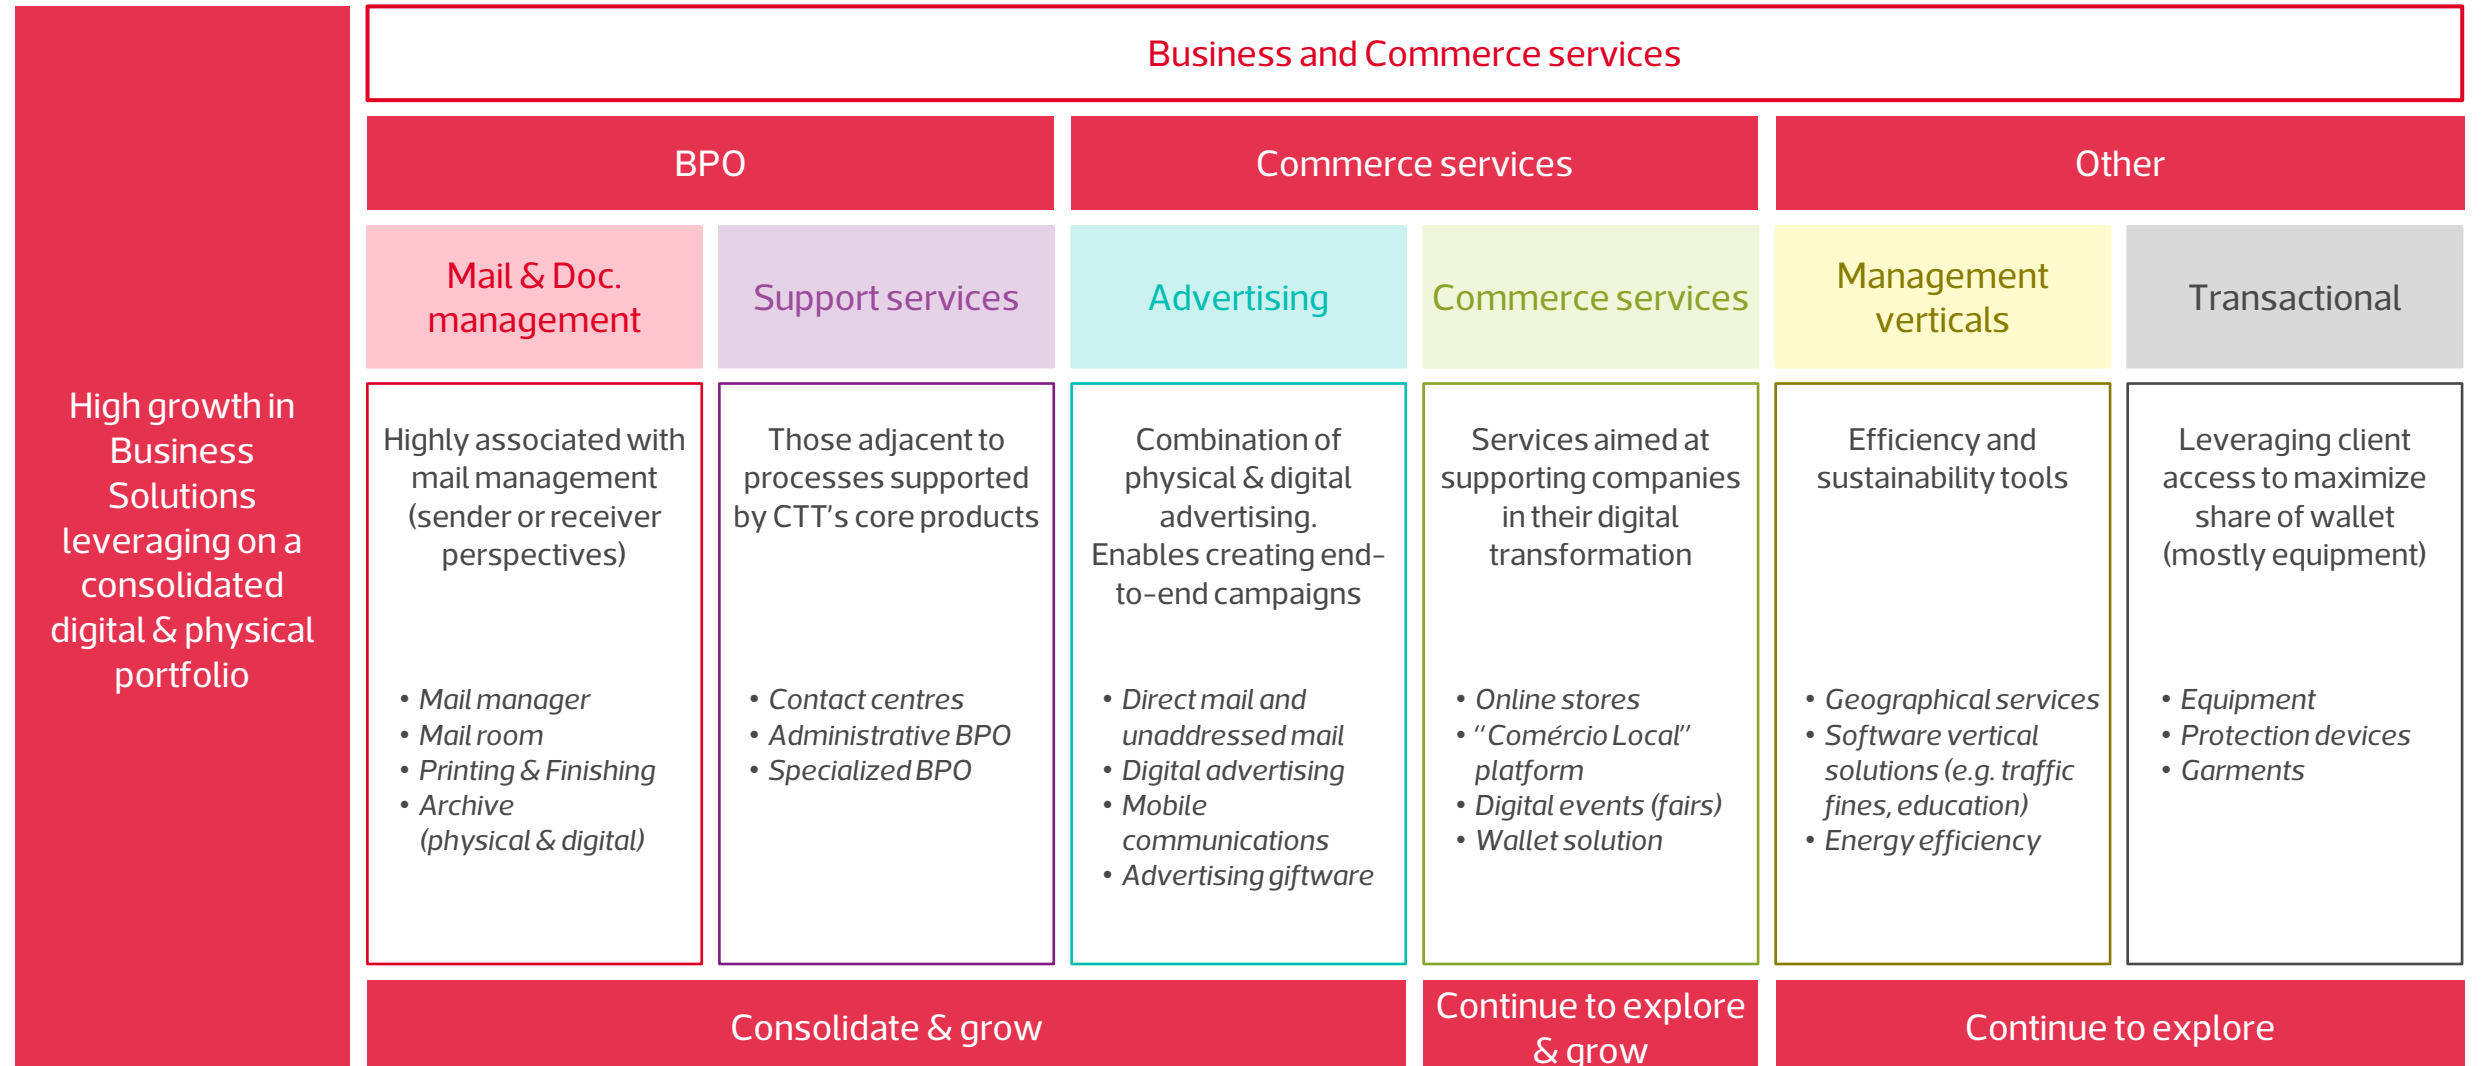 High growth in
Business
Solutions
leveraging on a
consolidated
digital & physical
portfolio
Business and Commerce services
BPO
Commerce services
Other
Mail & Doc.
management
Support services
Advertising
Commerce services
Management
verticals
Transactional
Highly associated with
mail management
(sender or receiver
perspectives)
• Mail manager
• Mail room
• Printing & Finishing
• Archive
(physical & digital)
Those adjacent to
processes supported
by CTT's core products
• Contact centres
• Administrative BPO
• Specialized BPO
Combination of
physical & digital
advertising.
Enables creating end-
to-end campaigns
• Direct mail and
unaddressed mail
• Digital advertising
• Mobile
communications
• Advertising giftware
Services aimed at
supporting companies
in their digital
transformation
• Online stores
• "Comércio Local"
platform
• Digital events (fairs)
• Wallet solution
Efficiency and
sustainability tools
• Geographical services
• Software vertical
solutions (e.g. traffic
fines, education)
• Energy efficiency
Leveraging client
access to maximize
share of wallet
(mostly equipment)
• Equipment
• Protection devices
• Garments
Consolidate & grow
Continue to explore
& grow
Continue to explore